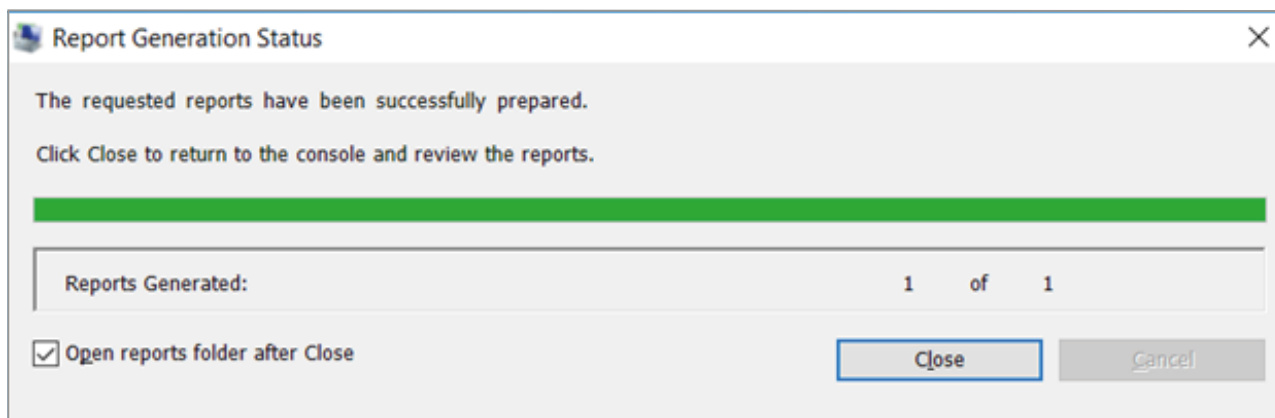 Report Generation Status
The requested reports have been successfully prepared.
Click Close to return to the console and review the reports.
Reports Generated: 1 of 1
Open reports folder after Close
Close Cancel